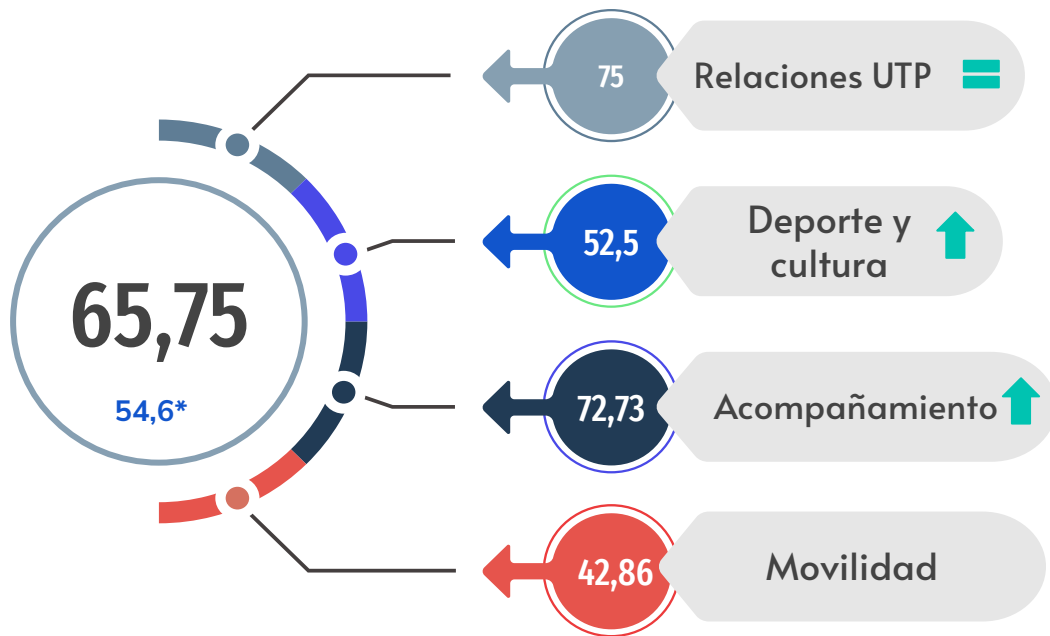 65,75
54,6*
75
Relaciones UTP
52,5
Deporte y
cultura
72,73
Acompañamiento
42,86
Movilidad